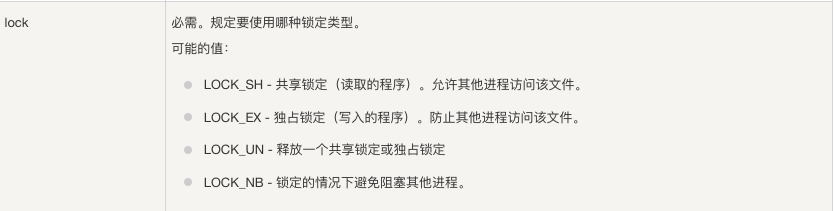 lock
必需。规定要使用哪种锁定类型。
可能的值：
LOCK_SH - 共享锁定（读取的程序）。允许其他进程访问该文件。
LOCK_EX - 独占锁定（写入的程序）。防止其他进程访问该文件。
LOCK_UN - 释放一个共享锁定或独占锁定
LOCK_NB - 锁定的情况下避免阻塞其他进程。